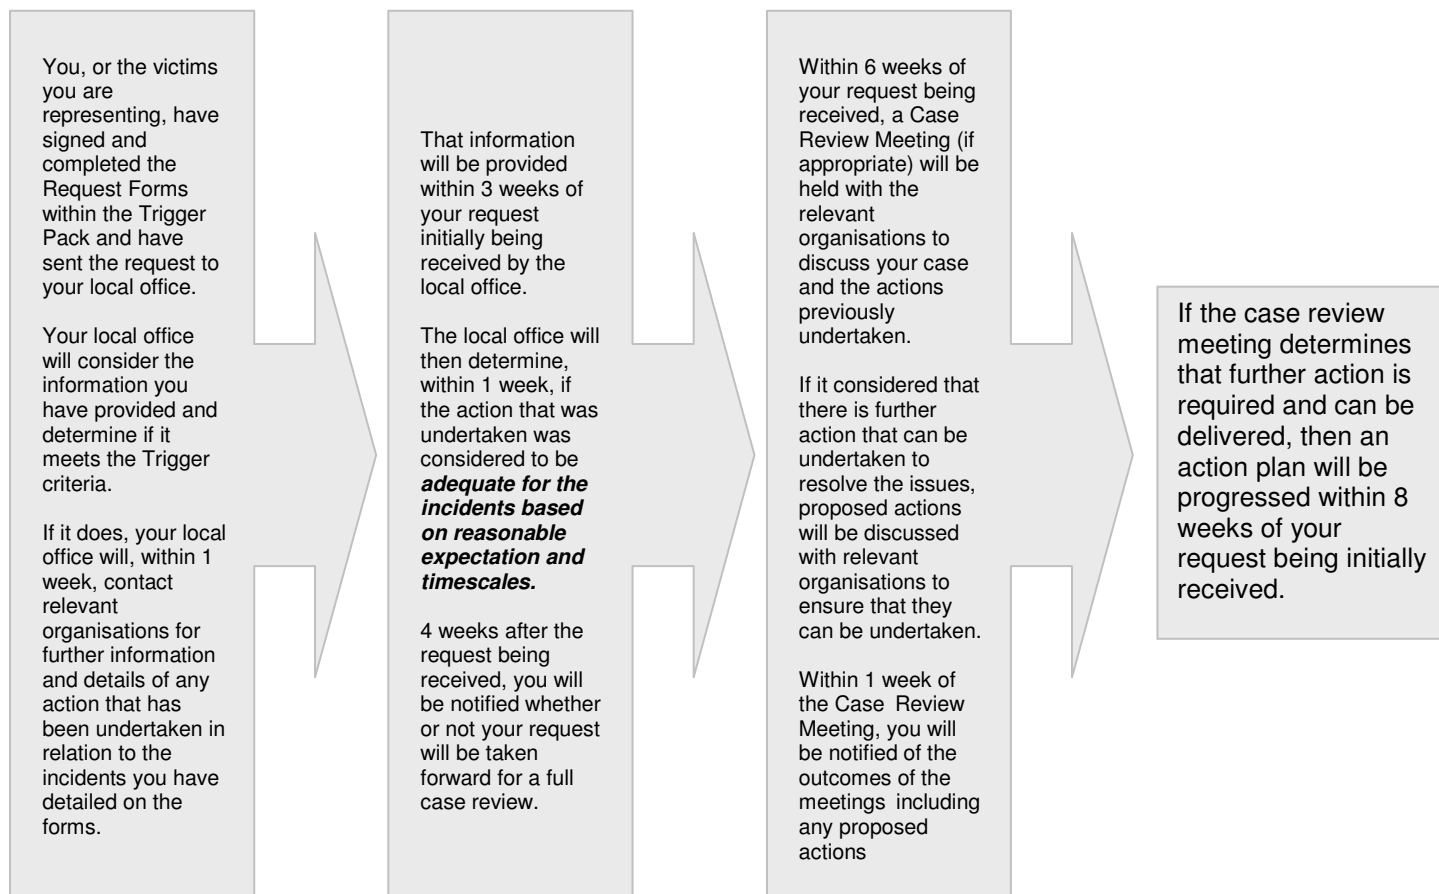 You, or the victims
you are
representing, have
signed and
completed the
Request Forms
within the Trigger
Pack and have
sent the request to
your local office.
Your local office
will consider the
information you
have provided and
determine if it
meets the Trigger
criteria.
If it does, your local
office will, within 1
week, contact
relevant
organisations for
further information
and details of any
action that has
been undertaken in
relation to the
incidents you have
detailed on the
forms.
That information
will be provided
within 3 weeks of
your request
initially being
received by the
local office.
The local office will
then determine,
within 1 week, if
the action that was
undertaken was
considered to be
adequate for the
incidents based
on reasonable
expectation and
timescales.
4 weeks after the
request being
received, you will
be notified whether
or not your request
will be taken
forward for a full
case review.
Within 6 weeks of
your request being
received, a Case
Review Meeting (if
appropriate) will be
held with the
relevant
organisations to
discuss your case
and the actions
previously
undertaken.
If it considered that
there is further
action that can be
undertaken to
resolve the issues,
proposed actions
will be discussed
with relevant
organisations to
ensure that they
can be undertaken.
Within 1 week of
the Case Review
Meeting, you will
be notified of the
outcomes of the
meetings including
any proposed
actions
If the case review
meeting determines
that further action is
required and can be
delivered, then an
action plan will be
progressed within 8
weeks of your
request being initially
received.